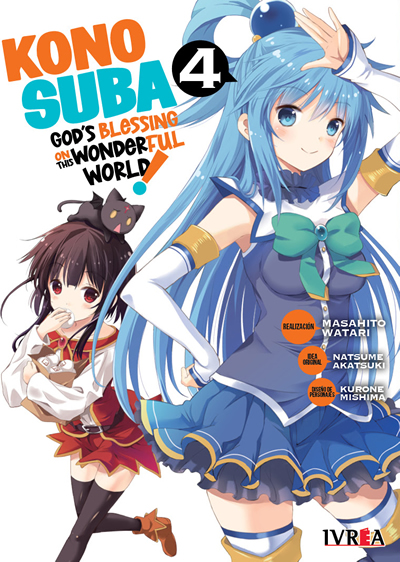 KONO
SUBA
4
GOD'S BLESSING
ON THIS WONDERFUL
WORLD!
REALIZACIÓN
MASAHITO
WATARI
IDEA
ORIGINAL
NATSUME
AKATSUKI
DISEÑO DE
PERSONAJES
KURONE
MISHIMA
IVREA